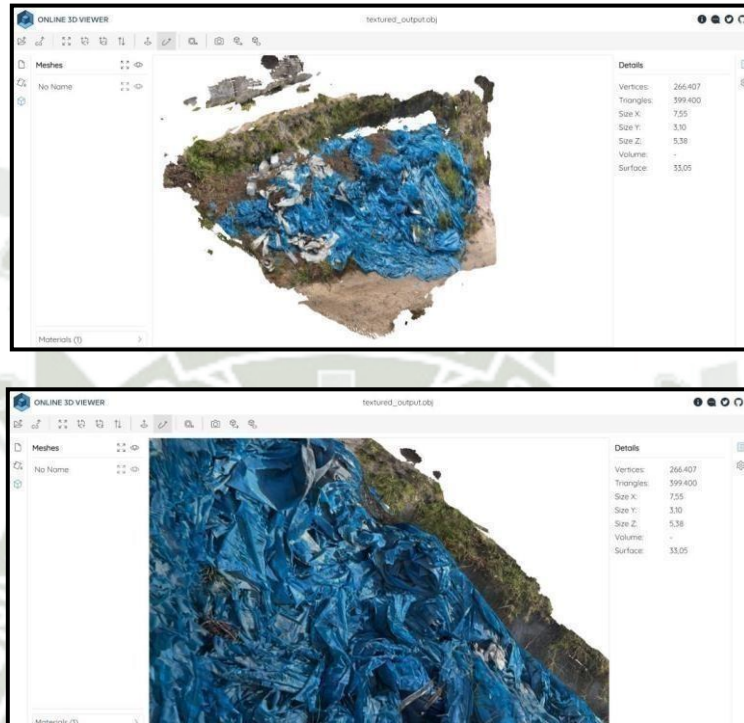 ONLINE 3D VIEWER
textured_output.obj
Meshes
No Name
Materials (1)
Details
Vertices: 266.407
Triangles: 399.400
Size X: 7,55
Size Y: 3,10
Size Z: 5,38
Volume: -
Surface: 33,05
ONLINE 3D VIEWER
textured_output.obj
Meshes
No Name
Materials (1)
Details
Vertices: 266.407
Triangles: 399.400
Size X: 7,55
Size Y: 3,10
Size Z: 5,38
Volume: -
Surface: 33,05